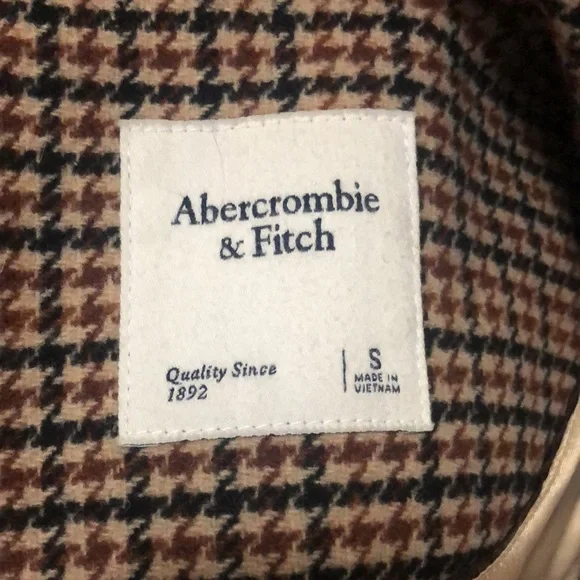 Abercrombie
& Fitch
Quality Since
1892
S
MADE IN
VIETNAM